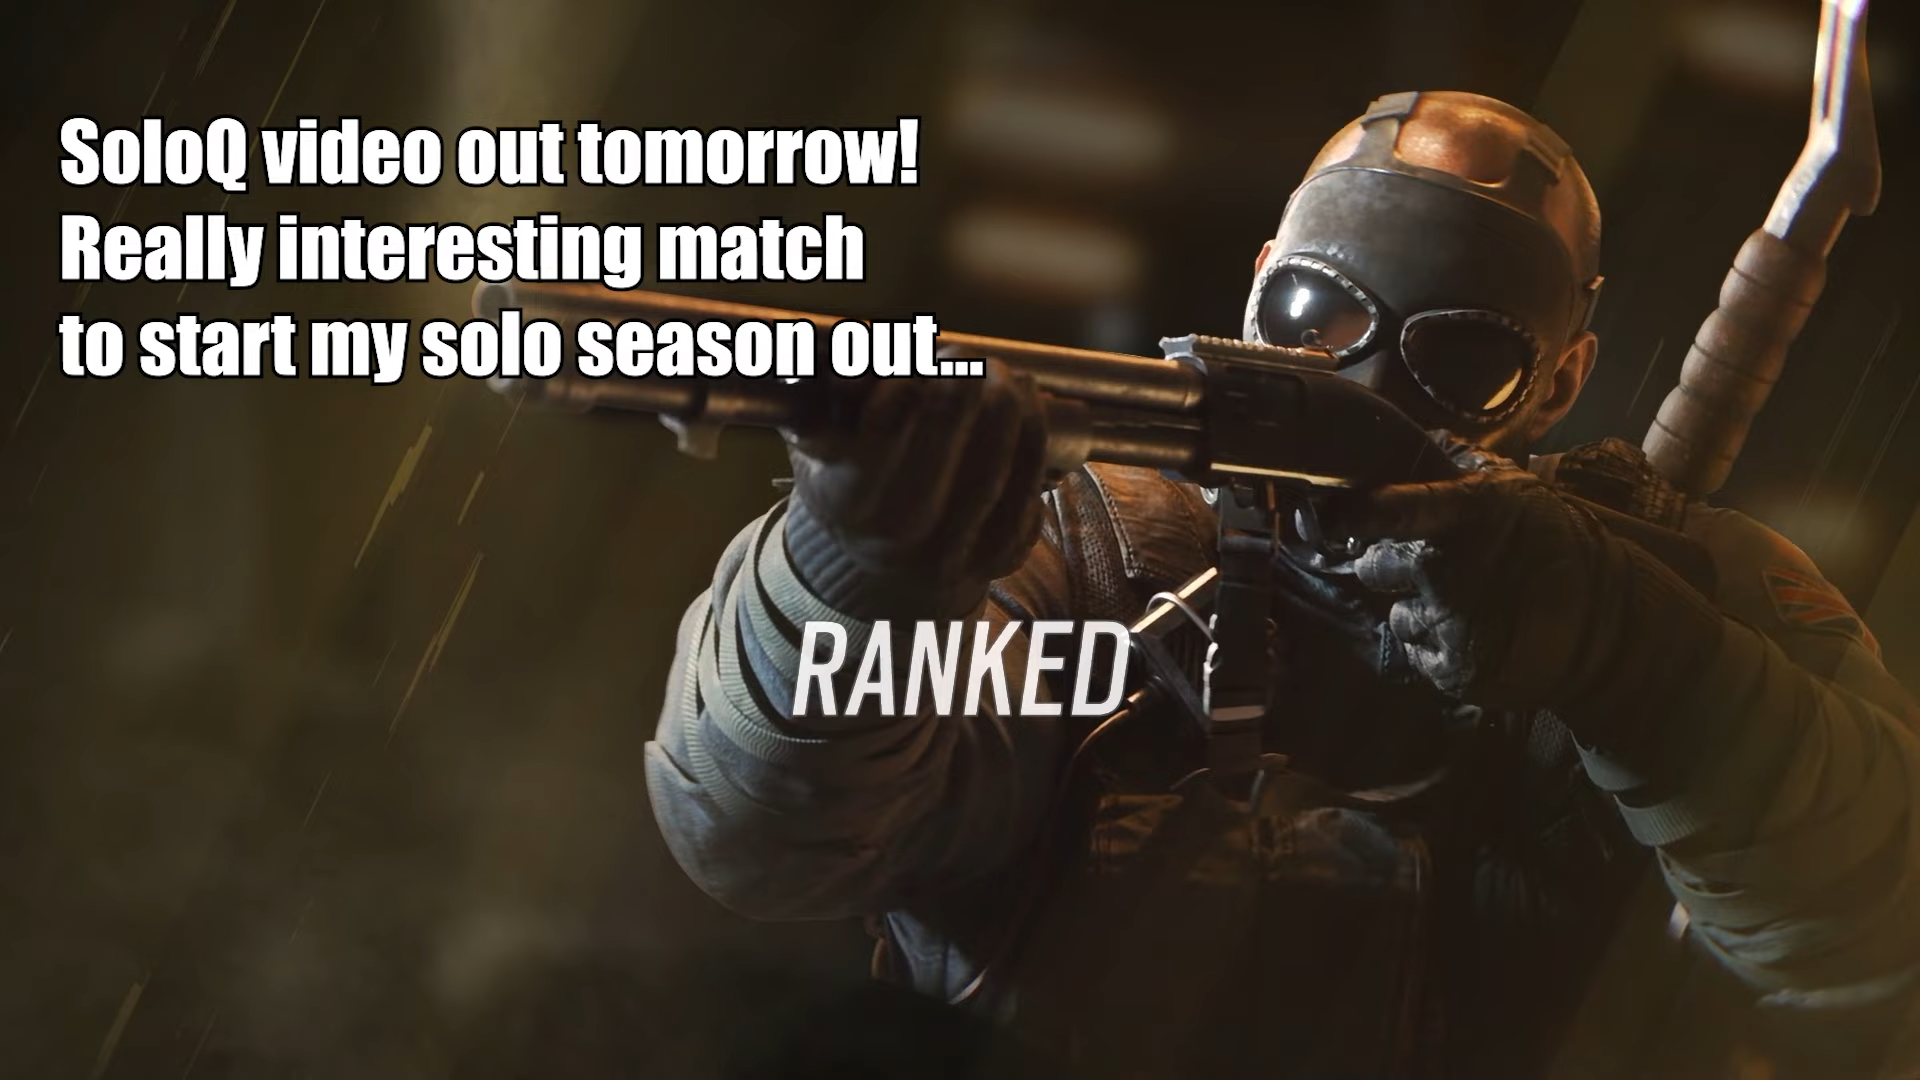 SoloQ video out tomorrow!
Really interesting match
to start my solo season out...
RANKED